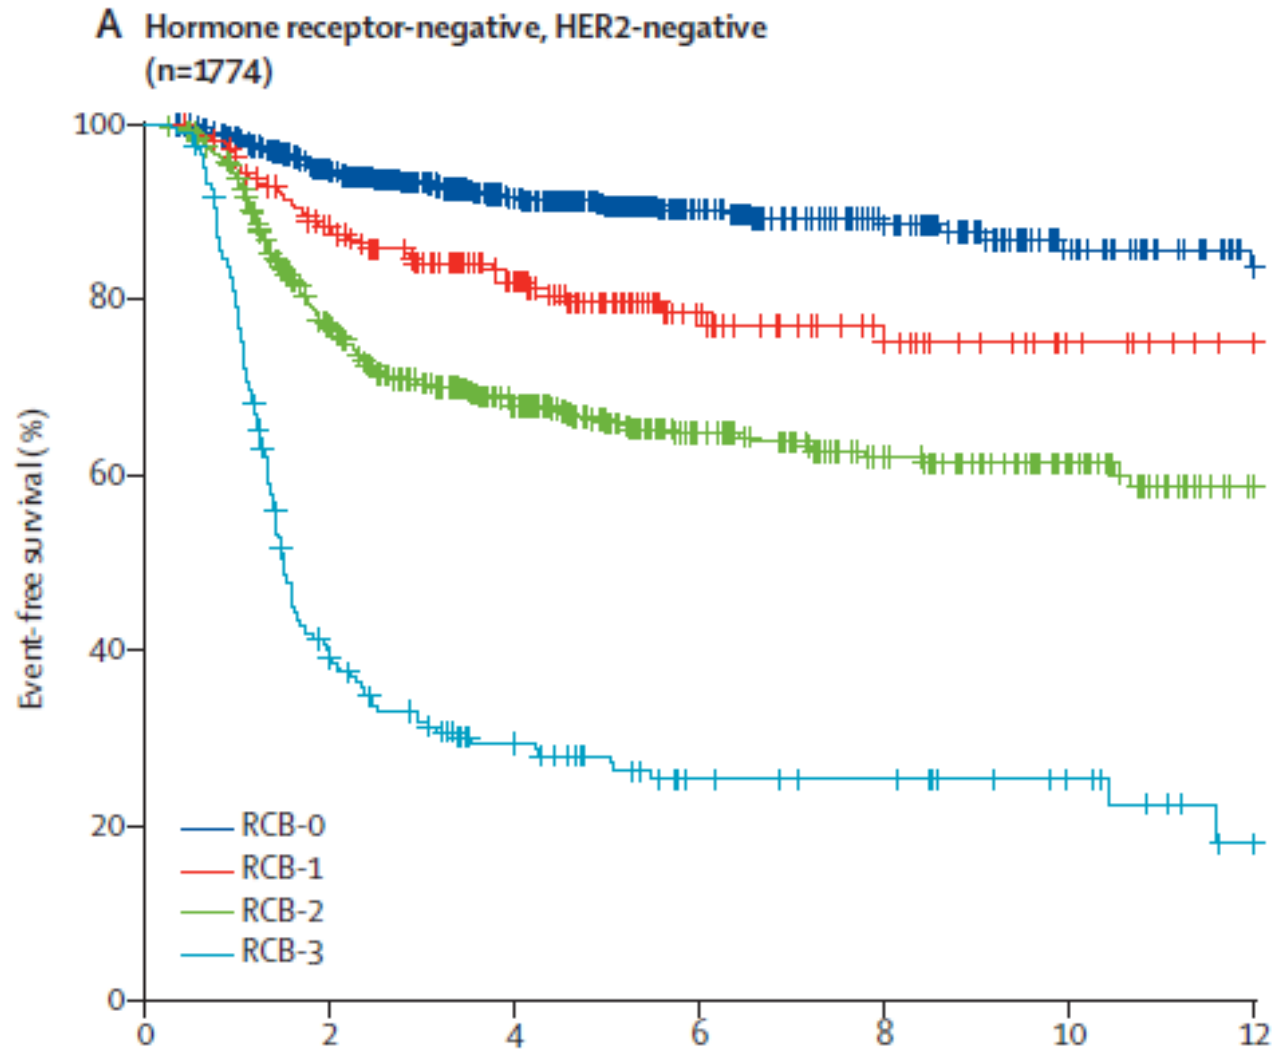 A Hormone receptor-negative, HER2-negative
(n=1774)
100
80
60
40
20
0
Event-free survival (%)
RCB-0
RCB-1
RCB-2
RCB-3
0 2 4 6 8 10 12